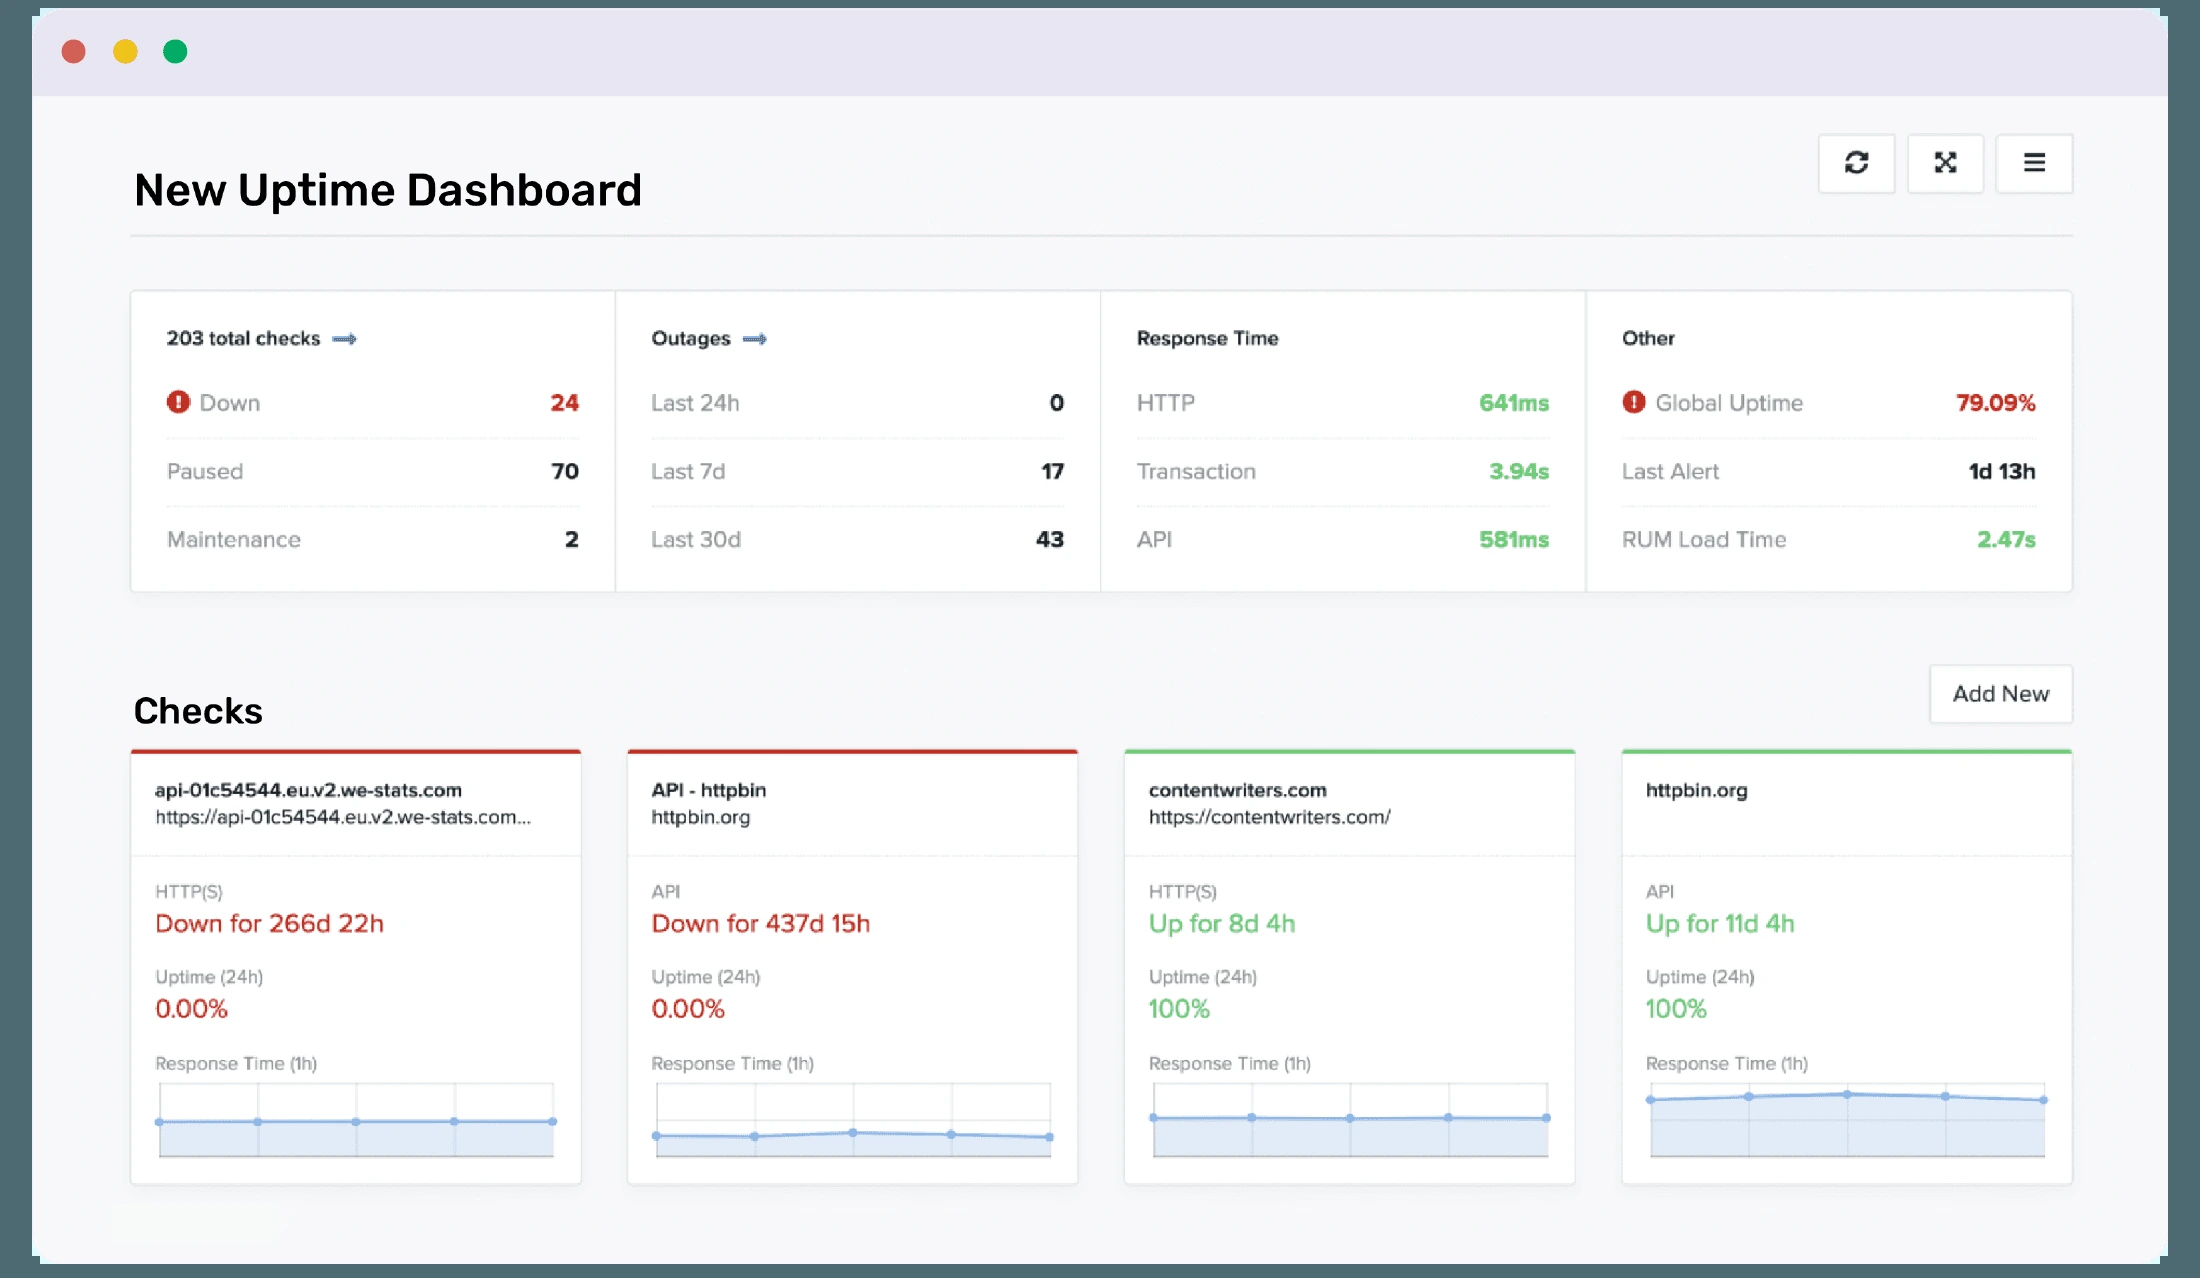 New Uptime Dashboard
203 total checks
Down 24
Paused 70
Maintenance 2
Outages
Last 24h 0
Last 7d 17
Last 30d 43
Response Time
HTTP 641ms
Transaction 3.94s
API 581ms
Other
Global Uptime 79.09%
Last Alert 1d 13h
RUM Load Time 2.47s
Checks
Add New
api-01c54544.eu.v2.we-stats.com
https://api-01c54544.eu.v2.we-stats.com...
HTTP(S)
Down for 266d 22h
Uptime (24h)
0.00%
Response Time (1h)
API - httpbin
httpbin.org
API
Down for 437d 15h
Uptime (24h)
0.00%
Response Time (1h)
contentwriters.com
https://contentwriters.com/
HTTP(S)
Up for 8d 4h
Uptime (24h)
100%
Response Time (1h)
httpbin.org
API
Up for 11d 4h
Uptime (24h)
100%
Response Time (1h)